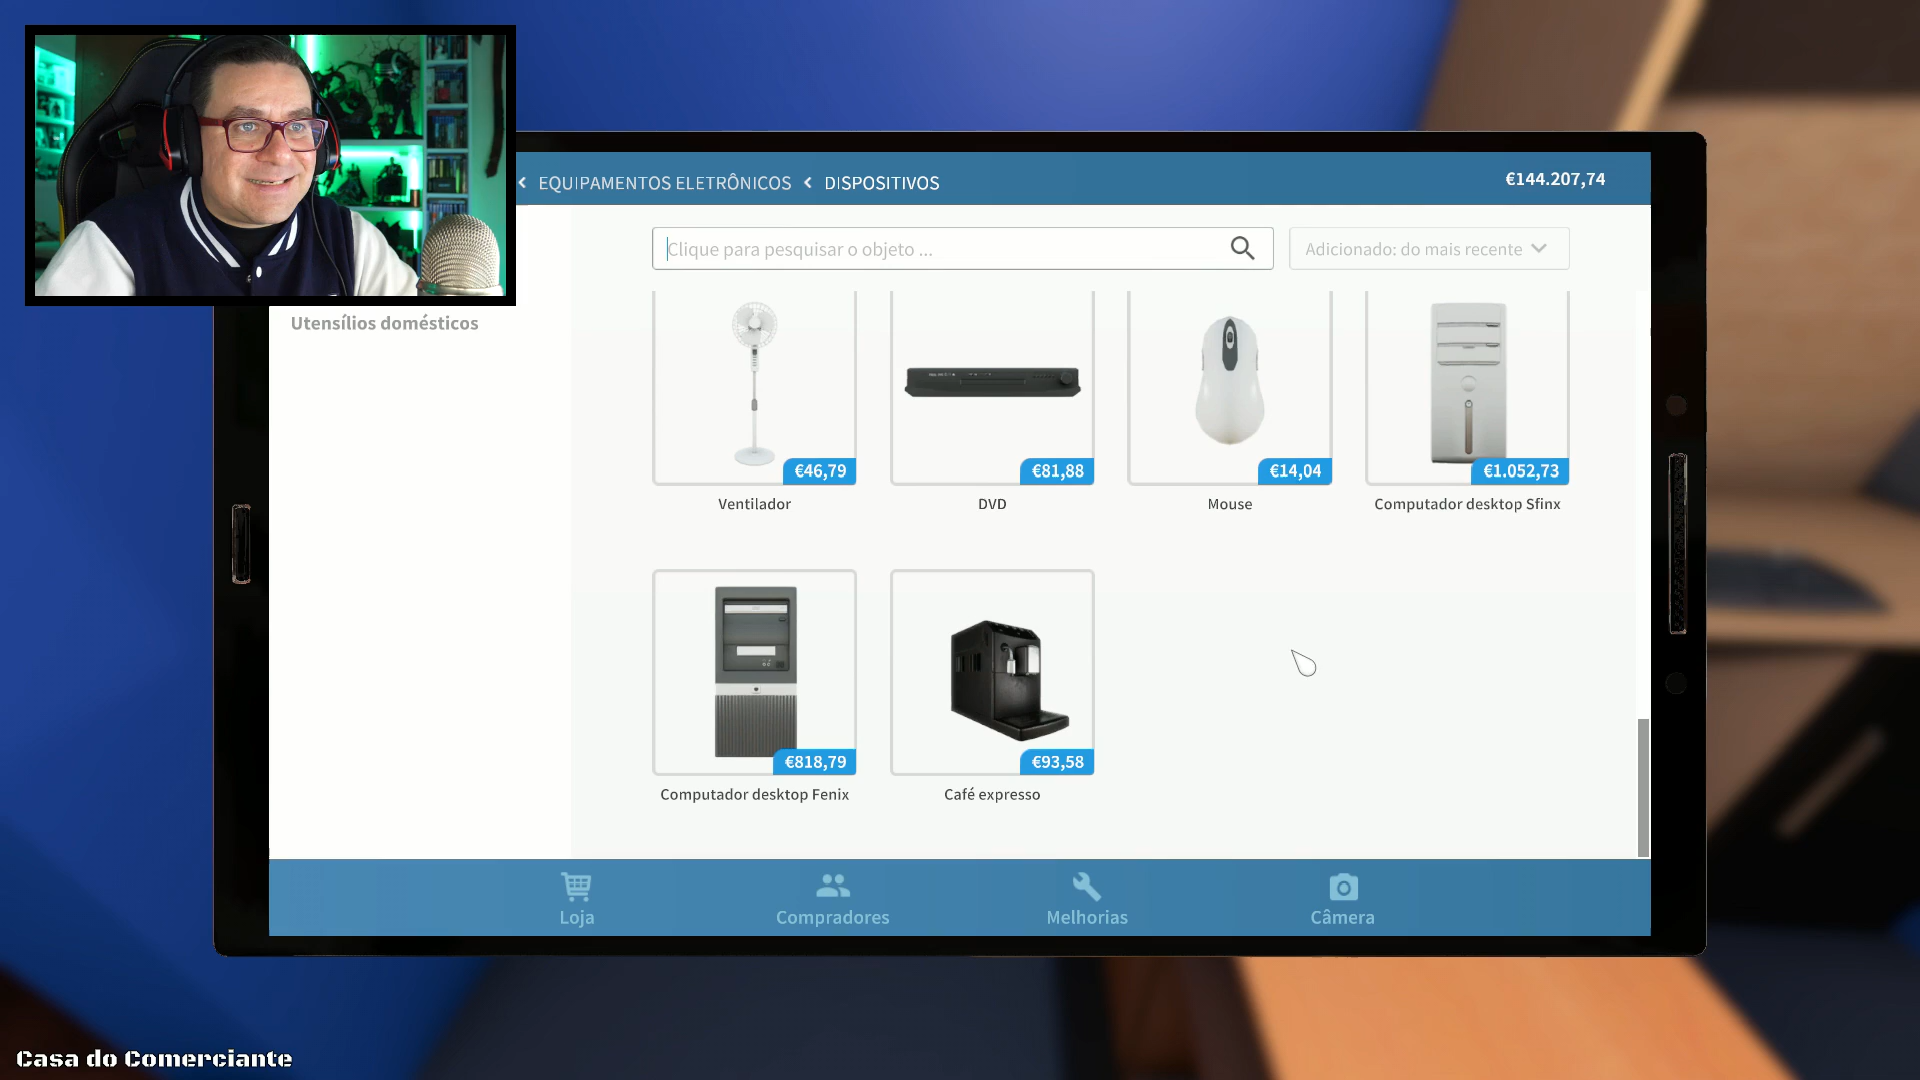 EQUIPAMENTOS ELETRÔNICOS
DISPOSITIVOS
€144.207,74
Clique para pesquisar o objeto ...
Adicionado: do mais recente
Utensílios domésticos
€46,79
€81,88
€14,04
€1.052,73
Ventilador
DVD
Mouse
Computador desktop Sfinx
€818,79
€93,58
Computador desktop Fenix
Café expresso
Loja
Compradores
Melhorias
Câmera
Casa do Comerciante